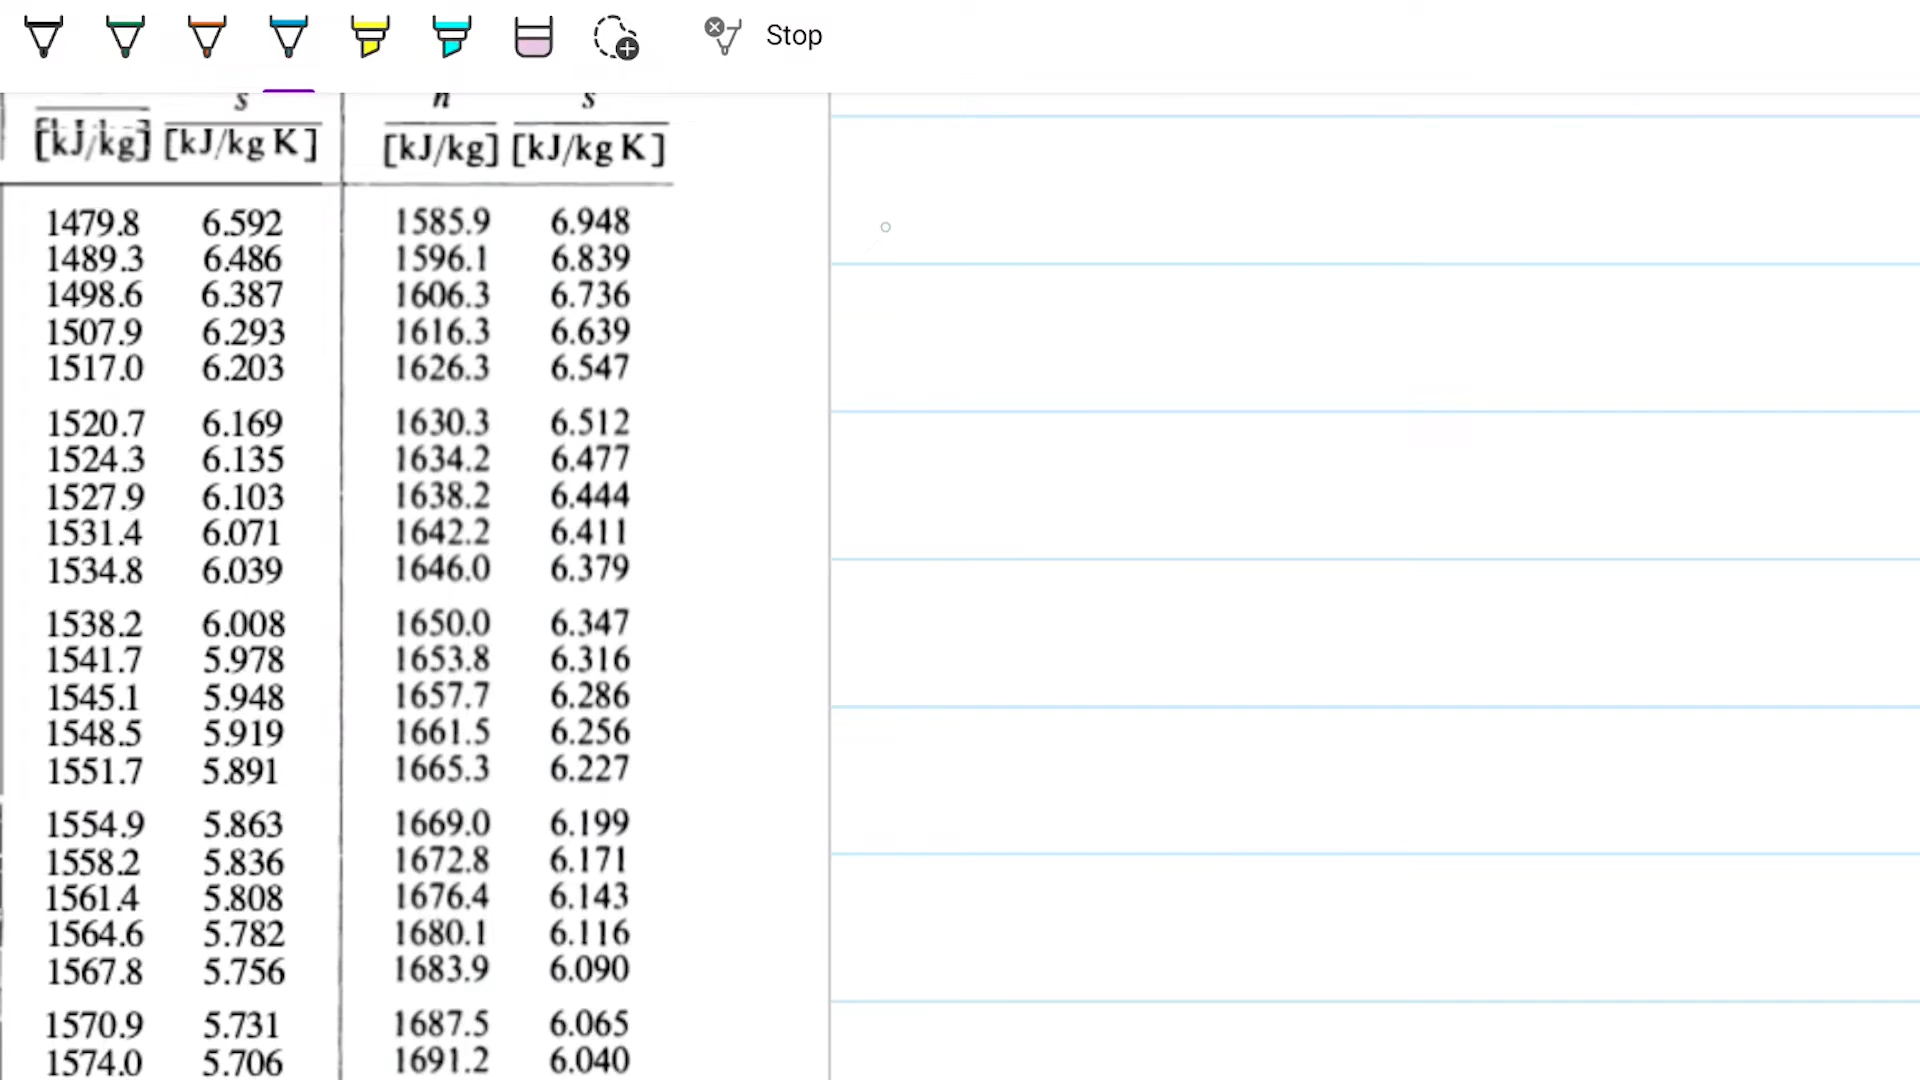 Stop
s h s
[kJ/kg] [kJ/kg K] [kJ/kg] [kJ/kg K]
1479.8 6.592 1585.9 6.948
1489.3 6.486 1596.1 6.839
1498.6 6.387 1606.3 6.736
1507.9 6.293 1616.3 6.639
1517.0 6.203 1626.3 6.547
1520.7 6.169 1630.3 6.512
1524.3 6.135 1634.2 6.477
1527.9 6.103 1638.2 6.444
1531.4 6.071 1642.2 6.411
1534.8 6.039 1646.0 6.379
1538.2 6.008 1650.0 6.347
1541.7 5.978 1653.8 6.316
1545.1 5.948 1657.7 6.286
1548.5 5.919 1661.5 6.256
1551.7 5.891 1665.3 6.227
1554.9 5.863 1669.0 6.199
1558.2 5.836 1672.8 6.171
1561.4 5.808 1676.4 6.143
1564.6 5.782 1680.1 6.116
1567.8 5.756 1683.9 6.090
1570.9 5.731 1687.5 6.065
1574.0 5.706 1691.2 6.040